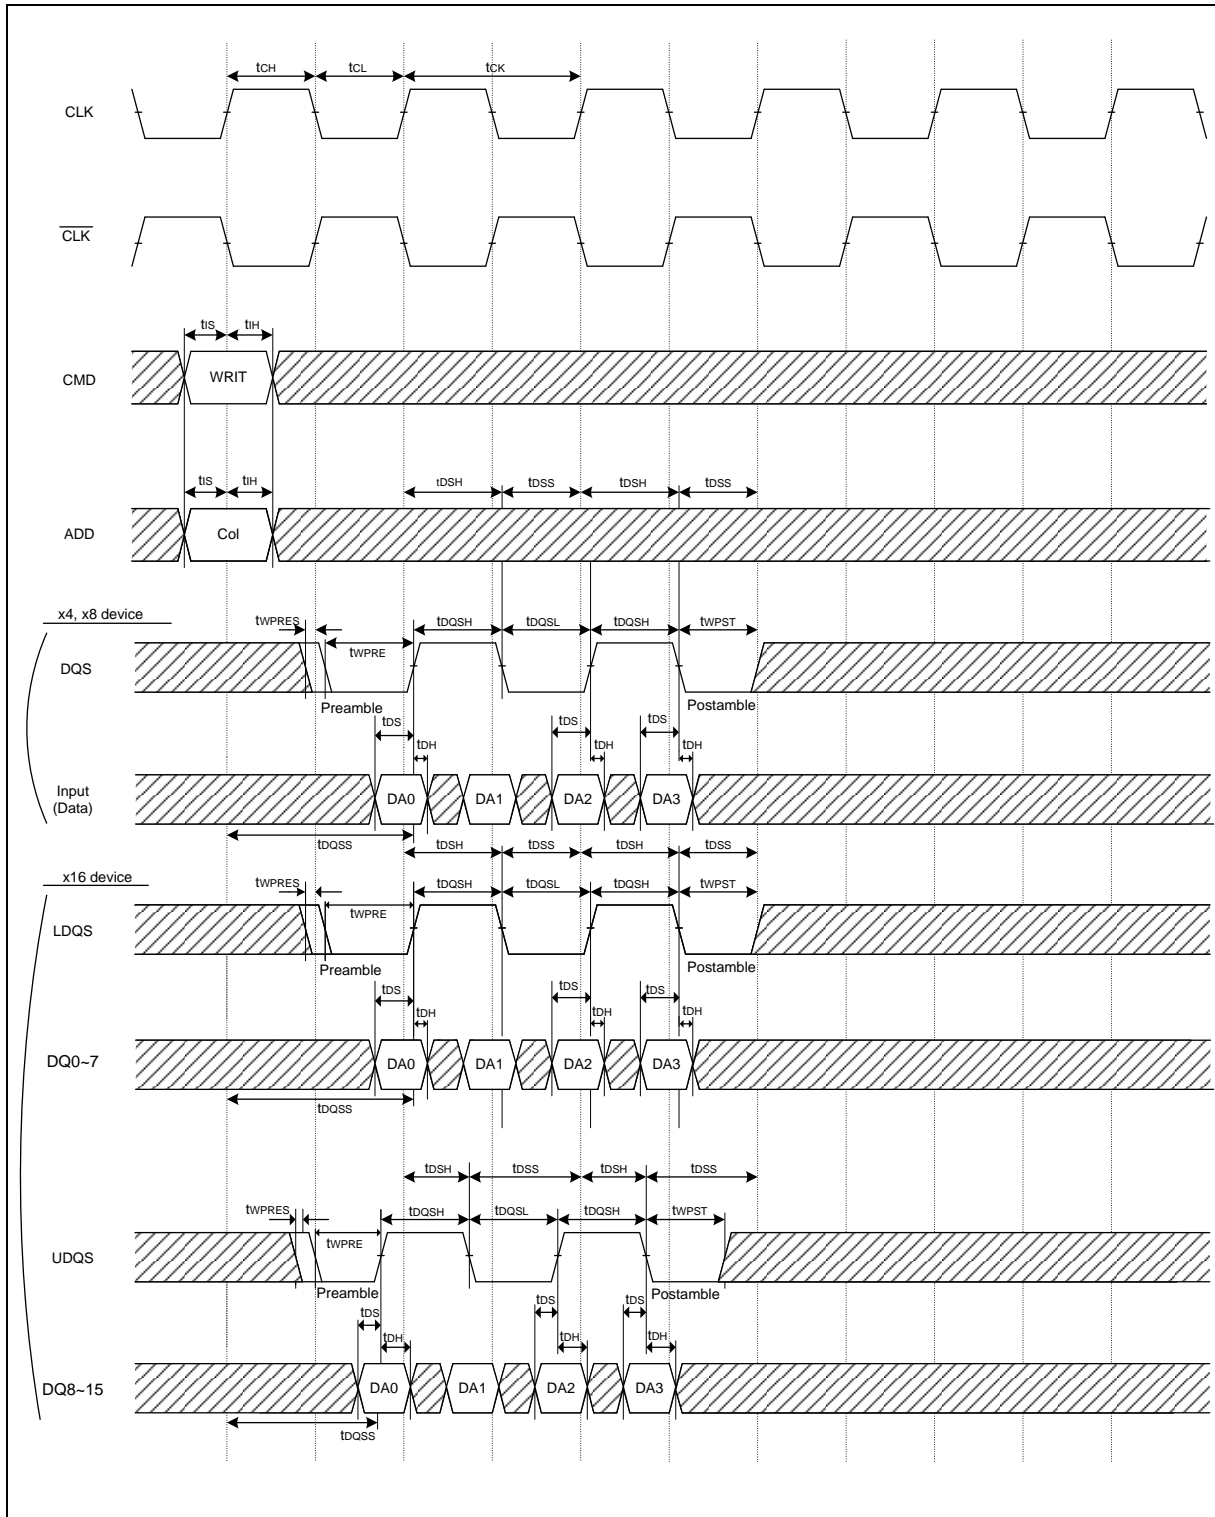 tCH tCL tCK
CLK
CLK
tIS tIH
CMD WRIT
tIS tIH tDSH tDSS tDSH tDSS
ADD Col
x4, x8 device
tWPRES tDQSH tDQSL tDQSH tWPST
tWPRE
DQS
Preamble Postamble
tDS tDS tDS
tDH tDH tDH
Input
(Data)
DA0 DA1 DA2 DA3
tDQSS
tDSH tDSS tDSH tDSS
x16 device
tWPRES tDQSH tDQSL tDQSH tWPST
tWPRE
LDQS
Preamble Postamble
tDS tDS tDS
tDH tDH tDH
DQ0~7 DA0 DA1 DA2 DA3
tDQSS
tDSH tDSS tDSH tDSS
tWPRES tDQSH tDQSL tDQSH tWPST
tWPRE
UDQS
Preamble Postamble
tDS tDS tDS
tDH tDH tDH
DQ8~15 DA0 DA1 DA2 DA3
tDQSS